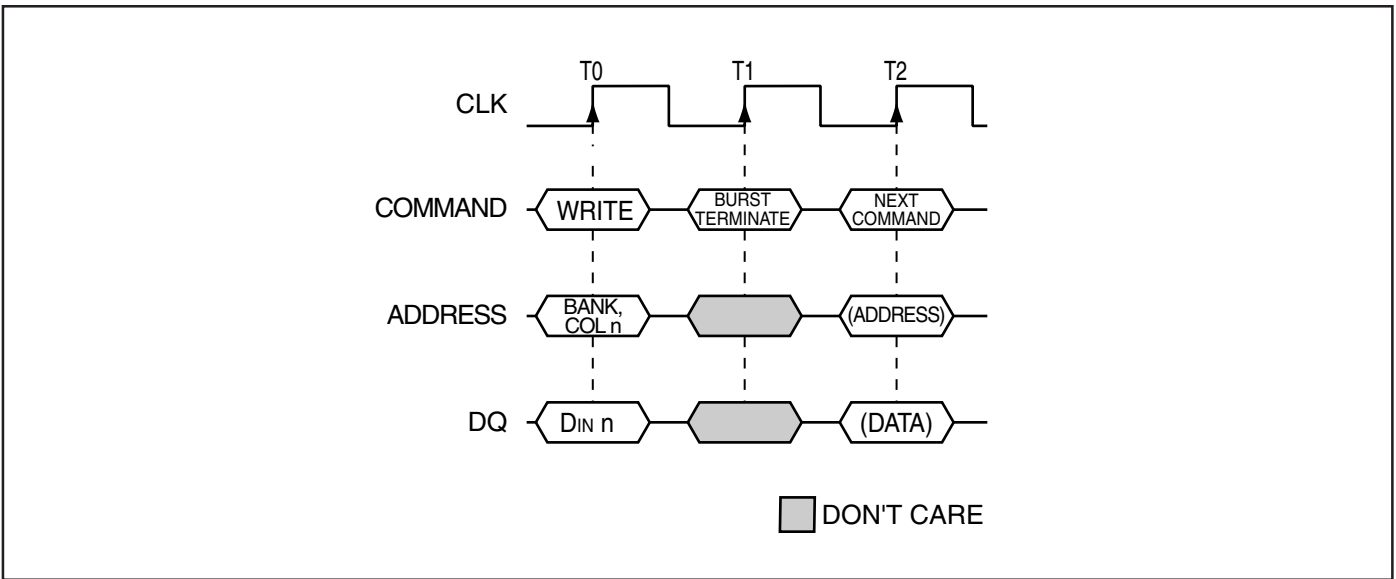 T0 T1 T2
CLK
COMMAND WRITE BURST TERMINATE NEXT COMMAND
ADDRESS BANK, COL n (ADDRESS)
DQ DIN n (DATA)
DON'T CARE